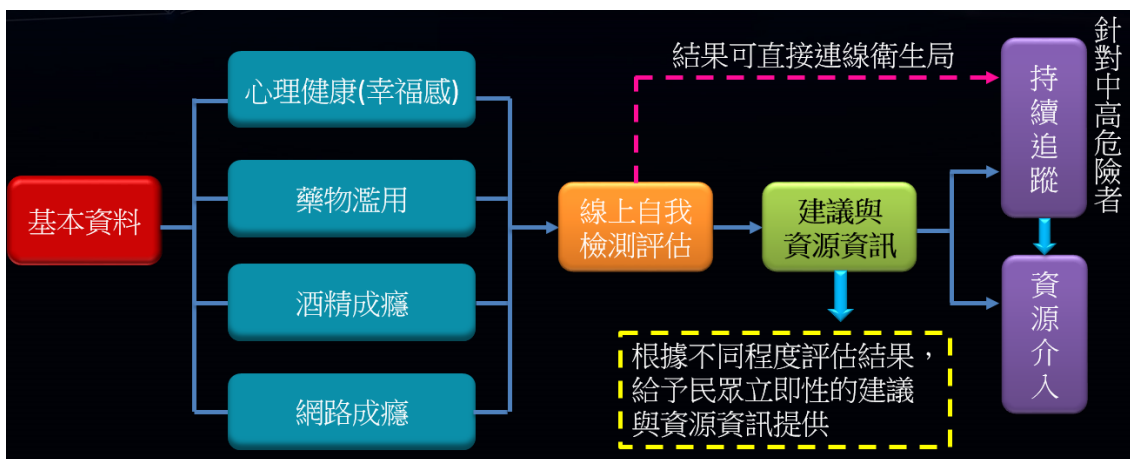 基本資料
心理健康(幸福感)
藥物濫用
酒精成癮
網路成癮
線上自我
檢測評估
結果可直接連線衛生局
建議與
資源資訊
根據不同程度評估結果，
給予民眾立即性的建議
與資源資訊提供
持續追蹤
針對中高危險者
資源介入